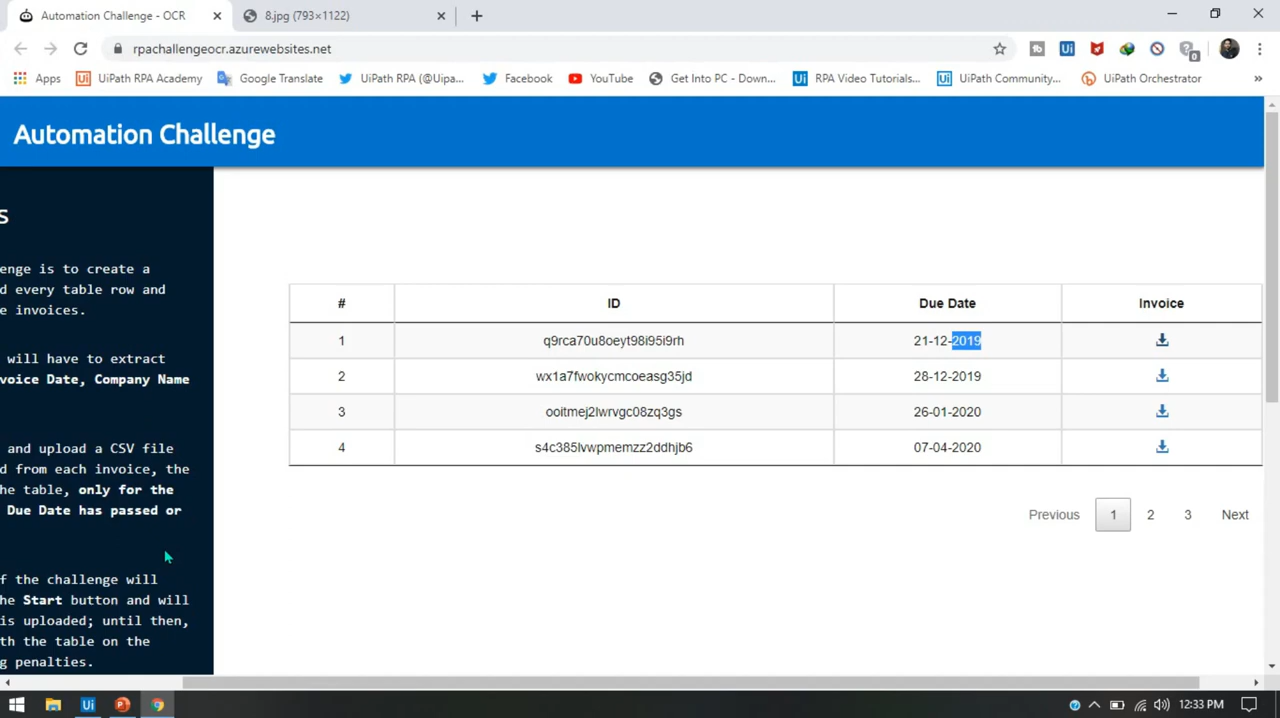 Automation Challenge - OCR
8.jpg (793×1122)
rpachallengeocr.azurewebsites.net
Apps
UiPath RPA Academy
Google Translate
UiPath RPA (@Uipa...
Facebook
YouTube
Get Into PC - Down...
RPA Video Tutorials...
UiPath Community...
UiPath Orchestrator
»
Automation Challenge
s
enge is to create a
d every table row and
e invoices.
will have to extract
voice Date, Company Name
and upload a CSV file
d from each invoice, the
he table, only for the
Due Date has passed or
f the challenge will
he Start button and will
is uploaded; until then,
th the table on the
g penalties.
# ID Due Date Invoice
1 q9rca70u8oeyt98i95i9rh 21-12-2019
2 wx1a7fwokycmcoeasg35jd 28-12-2019
3 ooitmej2lwrvgc08zq3gs 26-01-2020
4 s4c385lvwpmemzz2ddhjb6 07-04-2020
Previous 1 2 3 Next
12:33 PM